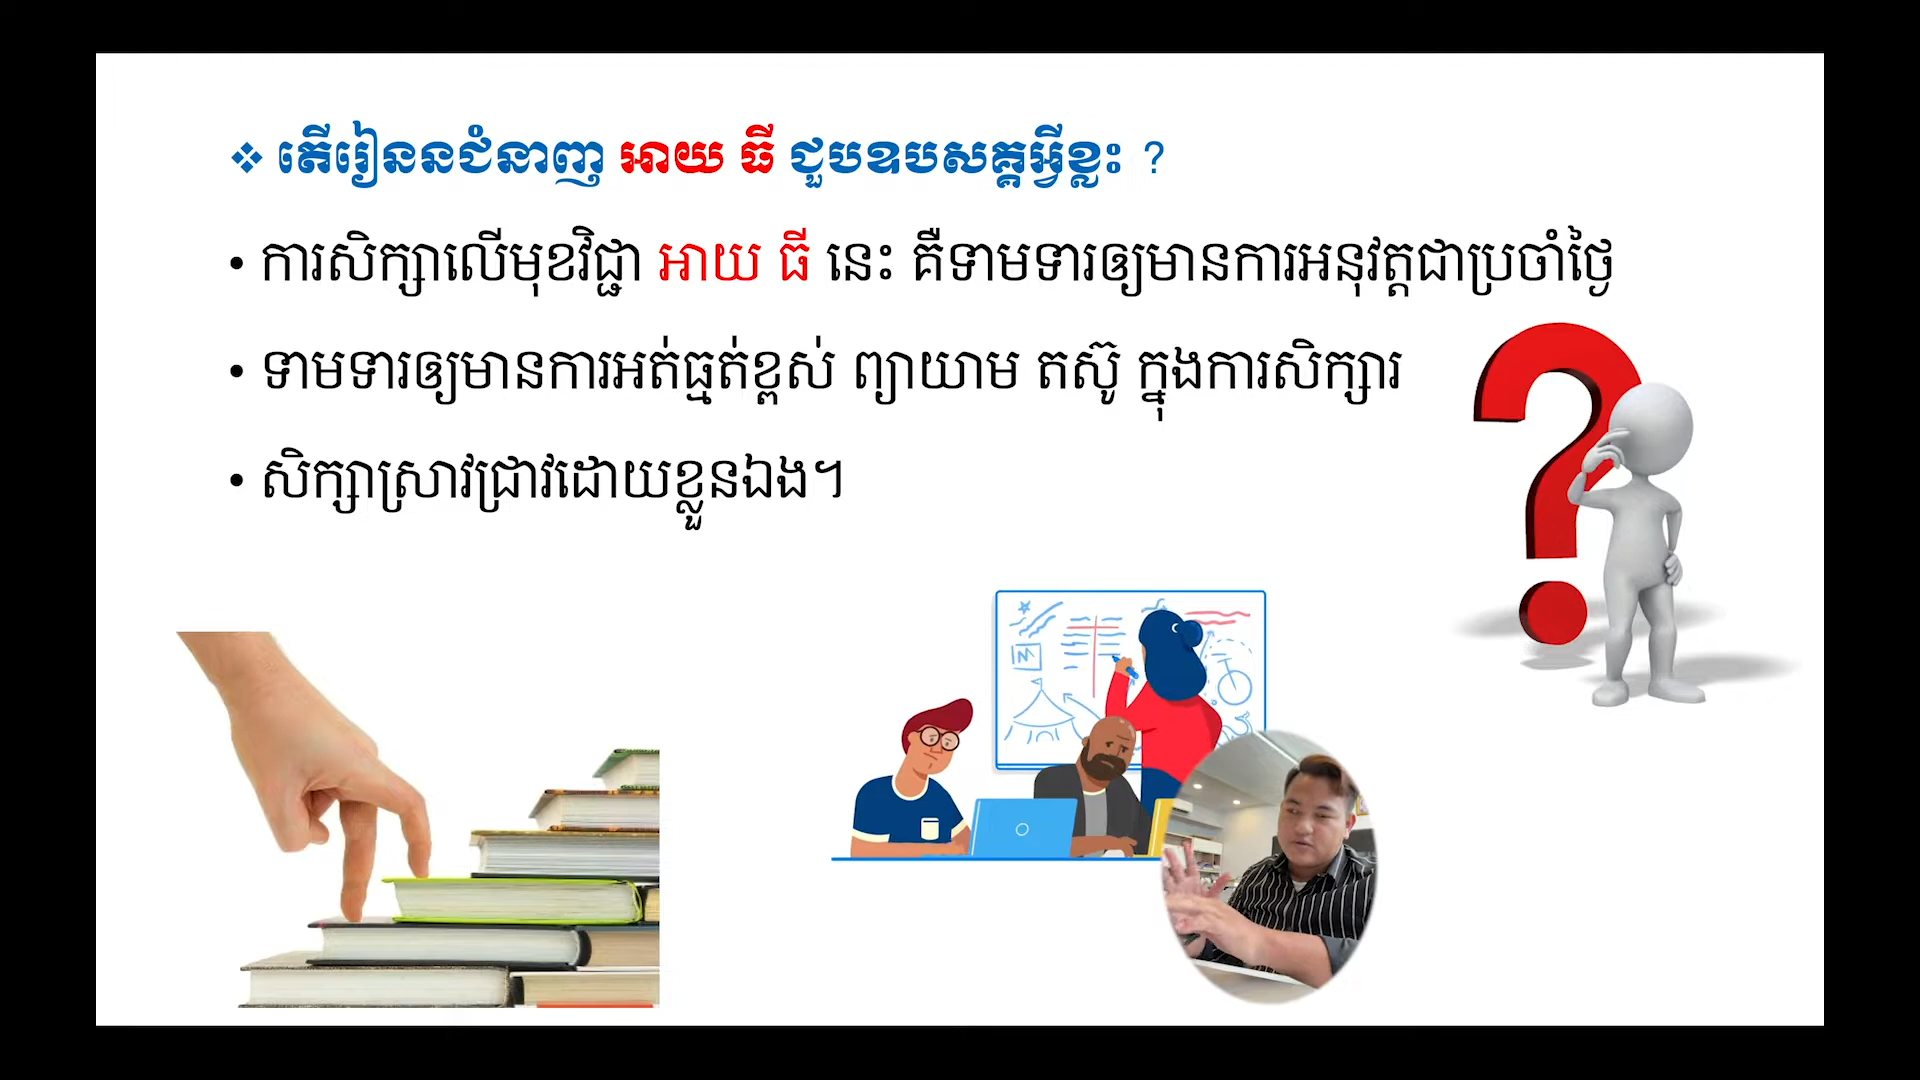 ❖ តើរៀននជំនាញ អាយ ធី ជួបឧបសគ្គអ្វីខ្លះ ?
• ការសិក្សាលើមុខវិជ្ជា អាយ ធី នេះ គឺទាមទារឲ្យមានការអនុវត្តជាប្រចាំថ្ងៃ
• ទាមទារឲ្យមានការអត់ធ្មត់ខ្ពស់ ព្យាយាម តស៊ូ ក្នុងការសិក្សារ
• សិក្សាស្រាវជ្រាវដោយខ្លួនឯង។